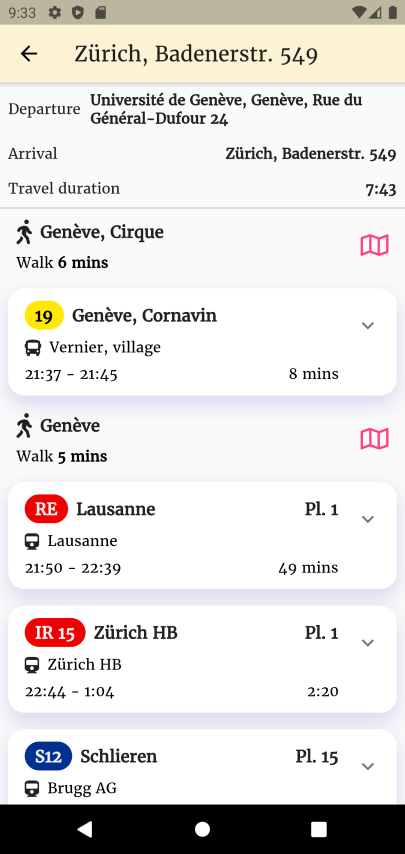 9:33
Zürich, Badenerstr. 549
Departure
Université de Genève, Genève, Rue du
Général-Dufour 24
Arrival
Zürich, Badenerstr. 549
Travel duration
7:43
Genève, Cirque
Walk 6 mins
19 Genève, Cornavin
Vernier, village
21:37 - 21:45 8 mins
Genève
Walk 5 mins
RE Lausanne Pl. 1
Lausanne
21:50 - 22:39 49 mins
IR 15 Zürich HB Pl. 1
Zürich HB
22:44 - 1:04 2:20
S12 Schlieren Pl. 15
Brugg AG